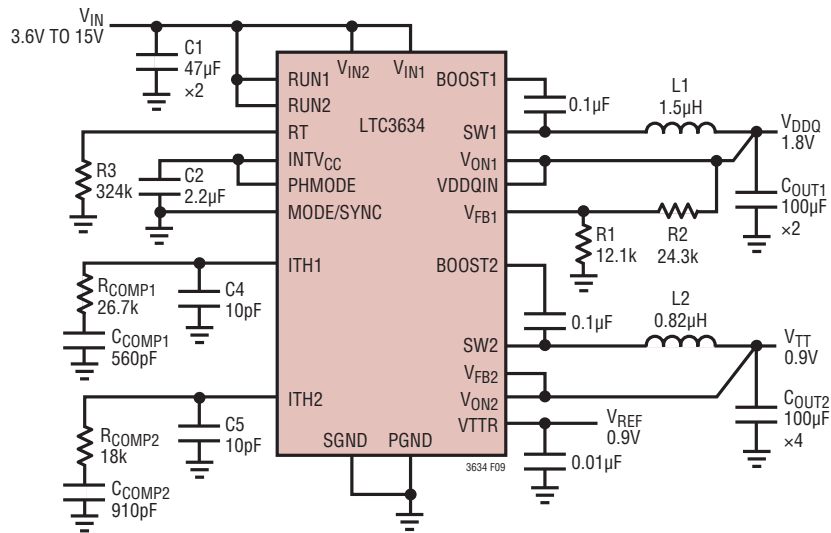 VIN
3.6V TO 15V
C1
47µF
×2
VIN2
VIN1
RUN1
RUN2
RT
INTVCC
PHMODE
MODE/SYNC
ITH1
ITH2
SGND
PGND
LTC3634
BOOST1
SW1
VON1
VDDQIN
VFB1
BOOST2
SW2
VFB2
VON2
VTTR
R3
324k
C2
2.2µF
RCOMP1
26.7k
CCOMP1
560pF
C4
10pF
RCOMP2
18k
CCOMP2
910pF
C5
10pF
0.1µF
L1
1.5µH
VDDQ
1.8V
COUT1
100µF
×2
R1
12.1k
R2
24.3k
0.1µF
L2
0.82µH
VTT
0.9V
COUT2
100µF
×4
VREF
0.9V
0.01µF
3634 F09